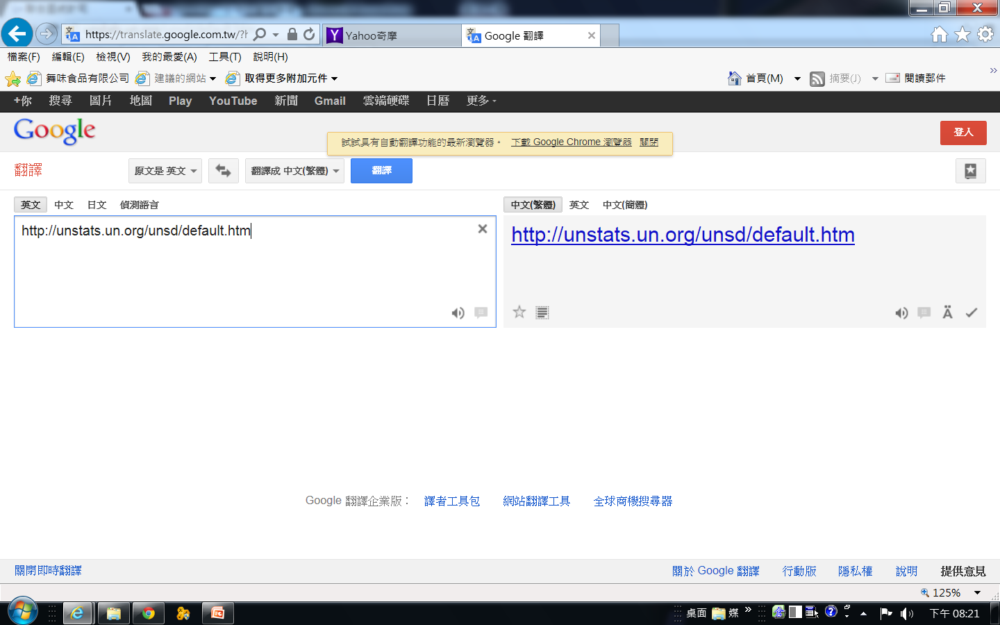 https://translate.google.com.tw/?h
Yahoo奇摩
Google 翻譯
檔案(F) 編輯(E) 檢視(V) 我的最愛(A) 工具(T) 說明(H)
舞味食品有限公司 建議的網站 取得更多附加元件 首頁(M) 摘要(J) 閱讀郵件
+你 搜尋 圖片 地圖 Play YouTube 新聞 Gmail 雲端硬碟 日曆 更多
Google
試試具有自動翻譯功能的最新瀏覽器。 下載 Google Chrome 瀏覽器 關閉
登入
翻譯 原文是 英文 翻譯成 中文(繁體) 翻譯
英文 中文 日文 偵測語言 中文(繁體) 英文 中文(簡體)
http://unstats.un.org/unsd/default.htm
http://unstats.un.org/unsd/default.htm
Ä
Google 翻譯企業版： 譯者工具包 網站翻譯工具 全球商機搜尋器
關閉即時翻譯 關於 Google 翻譯 行動版 隱私權 說明 提供意見
125%
桌面 媒 » 下午 08:21